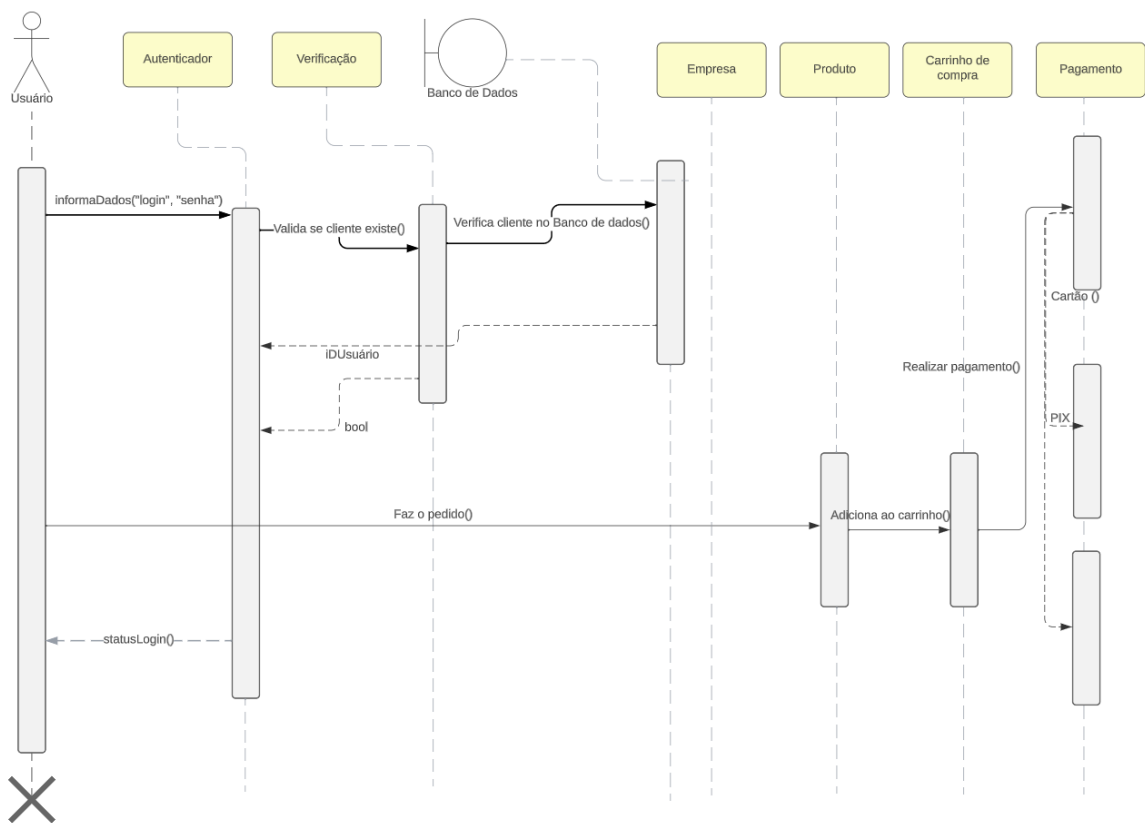 Usuário
Autenticador
Verificação
Banco de Dados
Empresa
Produto
Carrinho de
compra
Pagamento
informaDados("login", "senha")
Valida se cliente existe()
Verifica cliente no Banco de dados()
Cartão ()
iDUsuário
Realizar pagamento()
PIX
bool
Faz o pedido()
Adiciona ao carrinho()
statusLogin()